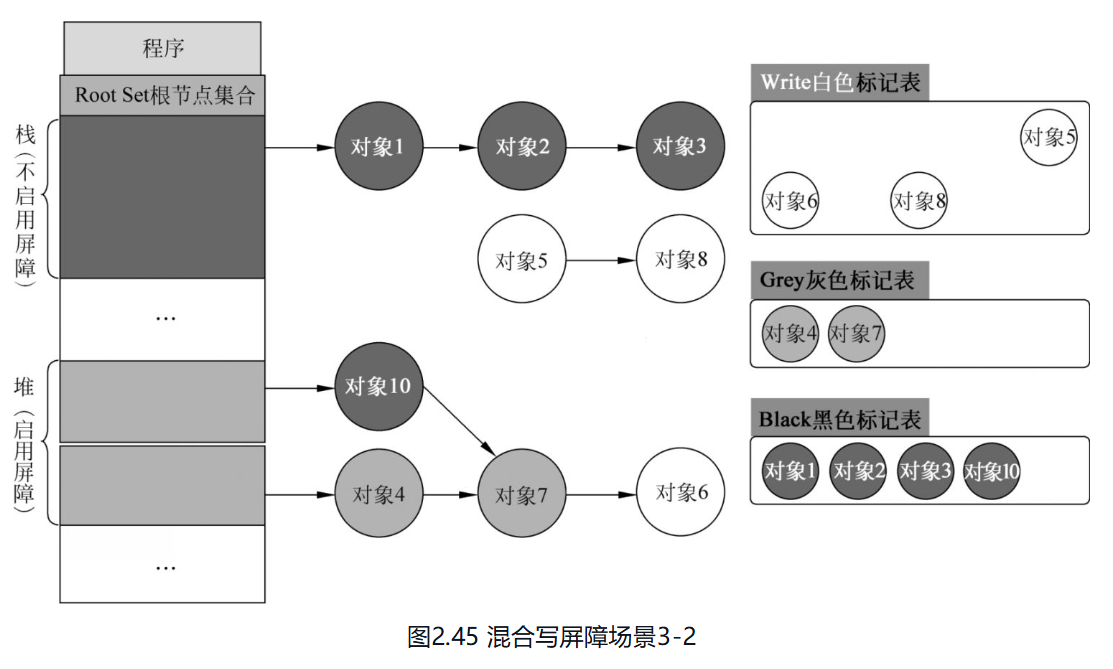 程序
Root Set根节点集合
栈（不启用屏障）
...
堆（启用屏障）
...
对象1
对象2
对象3
对象5
对象8
对象10
对象4
对象7
对象6
Write白色标记表
对象5
对象6
对象8
Grey灰色标记表
对象4
对象7
Black黑色标记表
对象1
对象2
对象3
对象10
图2.45 混合写屏障场景3-2